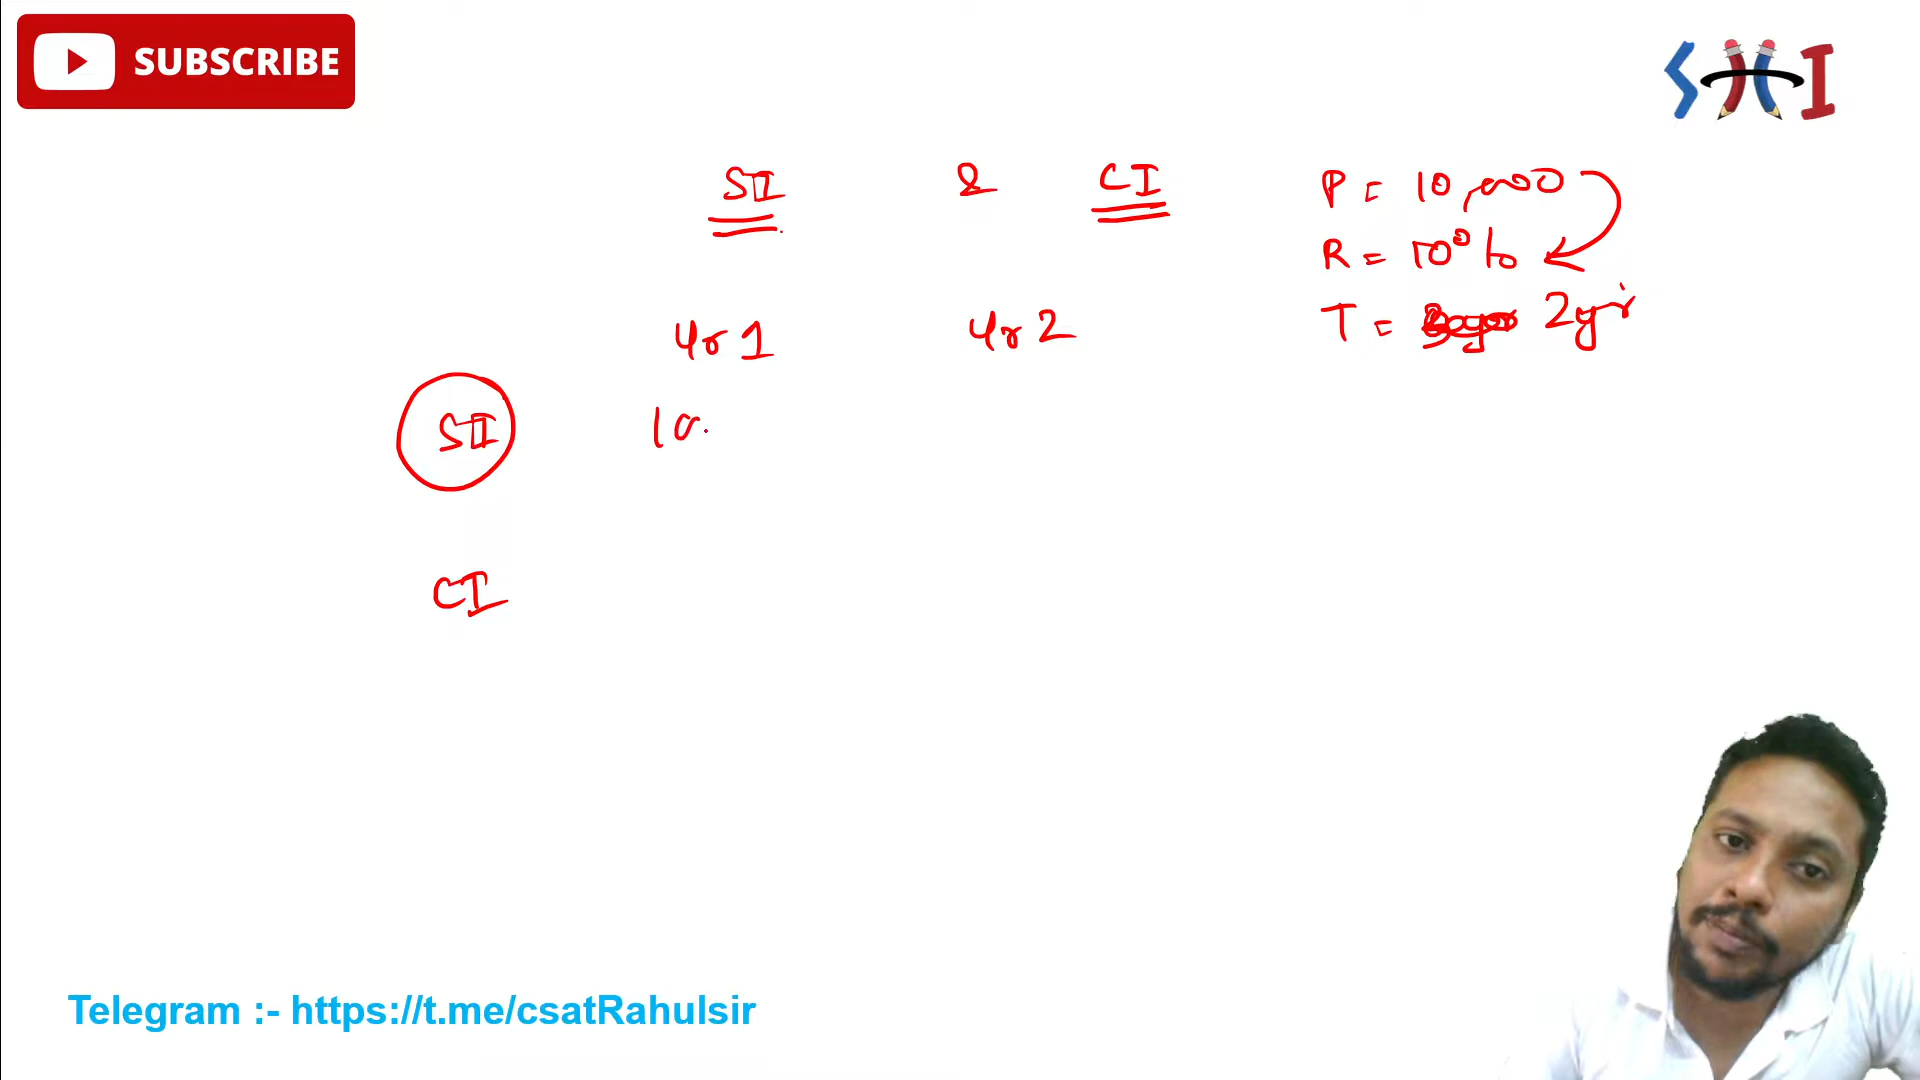 SUBSCRIBE
SI & CI
P = 10,000
R = 10%
T = 2yr
Yr 1 Yr 2
SI 10
CI
Telegram :- https://t.me/csatRahulsir